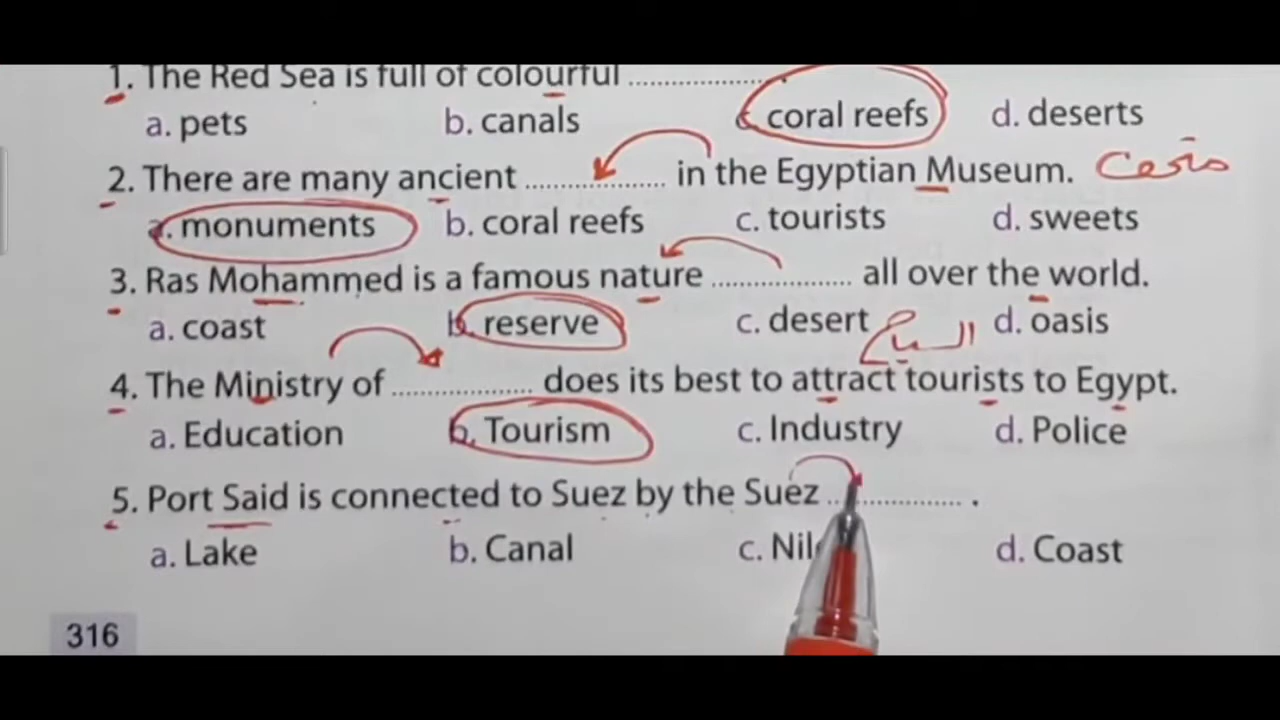 1. The Red Sea is full of colourful .................... .
a. pets b. canals c. coral reefs d. deserts
2. There are many ancient .................... in the Egyptian Museum. متحف
a. monuments b. coral reefs c. tourists d. sweets
3. Ras Mohammed is a famous nature .................... all over the world.
a. coast b. reserve c. desert d. oasis
السياح
4. The Ministry of .................... does its best to attract tourists to Egypt.
a. Education b. Tourism c. Industry d. Police
5. Port Said is connected to Suez by the Suez .................... .
a. Lake b. Canal c. Nil d. Coast
316